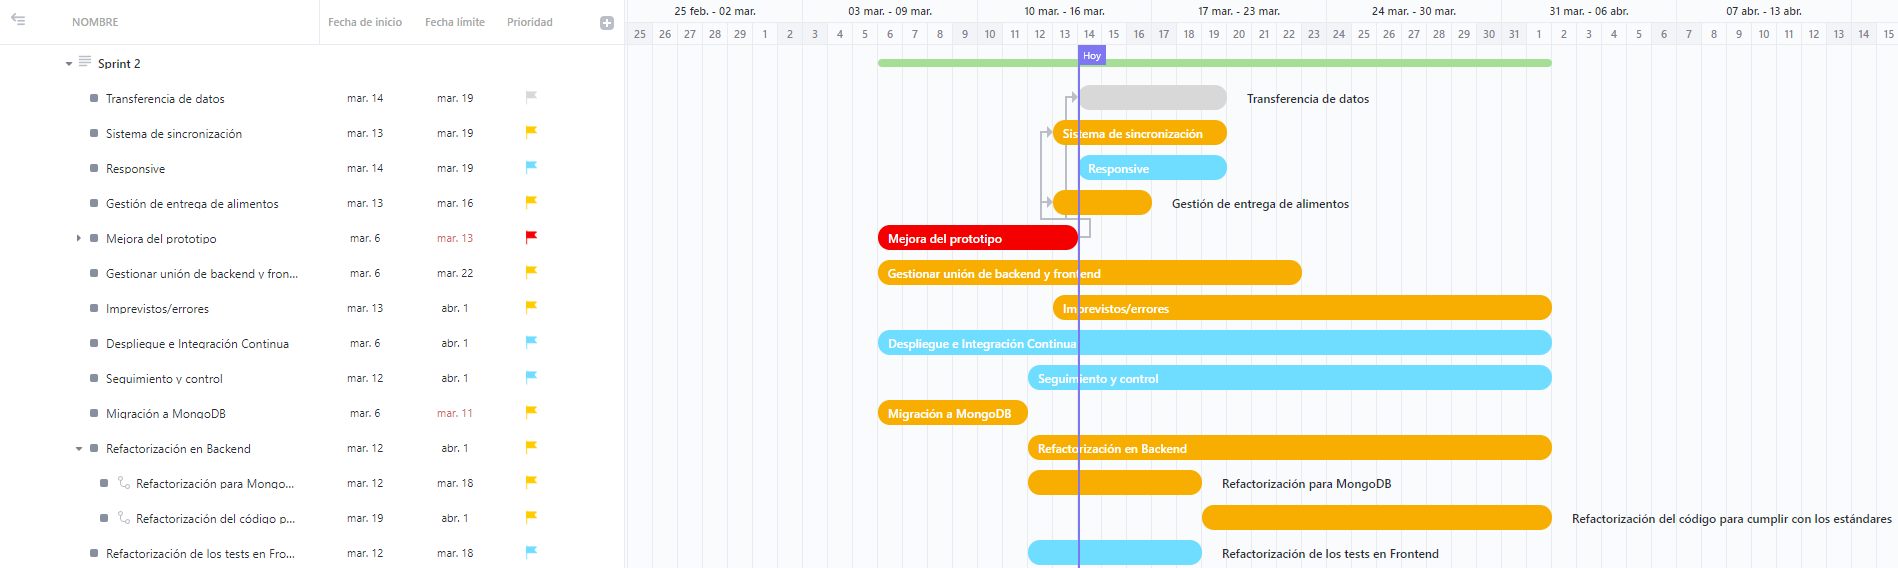 NOMBRE Fecha de inicio Fecha límite Prioridad
25 feb. - 02 mar. 03 mar. - 09 mar. 10 mar. - 16 mar. 17 mar. - 23 mar. 24 mar. - 30 mar. 31 mar. - 06 abr. 07 abr. - 13 abr.
25 26 27 28 29 1 2 3 4 5 6 7 8 9 10 11 12 13 14 15 16 17 18 19 20 21 22 23 24 25 26 27 28 29 30 31 1 2 3 4 5 6 7 8 9 10 11 12 13 14 15
Hoy
Sprint 2
Transferencia de datos mar. 14 mar. 19 Transferencia de datos
Sistema de sincronización mar. 13 mar. 19 Sistema de sincronización
Responsive mar. 14 mar. 19 Responsive
Gestión de entrega de alimentos mar. 13 mar. 16 Gestión de entrega de alimentos
Mejora del prototipo mar. 6 mar. 13 Mejora del prototipo
Gestionar unión de backend y fron... mar. 6 mar. 22 Gestionar unión de backend y frontend
Imprevistos/errores mar. 13 abr. 1 Imprevistos/errores
Despliegue e Integración Continua mar. 6 abr. 1 Despliegue e Integración Continua
Seguimiento y control mar. 12 abr. 1 Seguimiento y control
Migración a MongoDB mar. 6 mar. 11 Migración a MongoDB
Refactorización en Backend mar. 12 abr. 1 Refactorización en Backend
Refactorización para Mongo... mar. 12 mar. 18 Refactorización para MongoDB
Refactorización del código p... mar. 19 abr. 1 Refactorización del código para cumplir con los estándares
Refactorización de los tests en Fro... mar. 12 mar. 18 Refactorización de los tests en Frontend